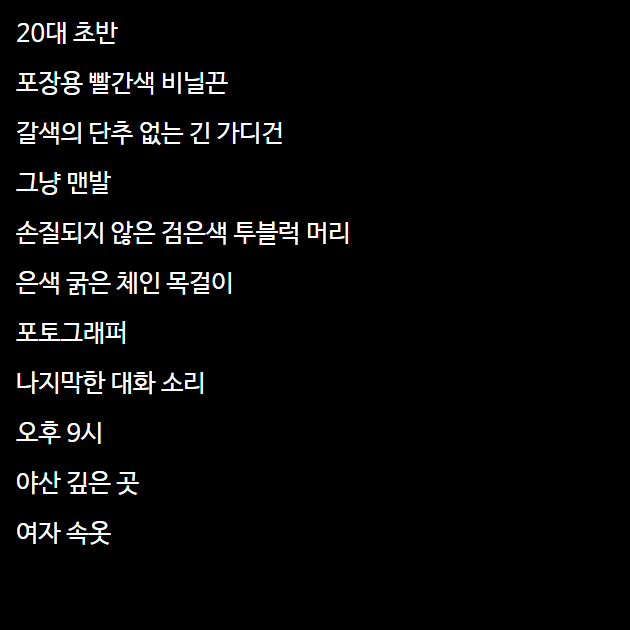 20대 초반
포장용 빨간색 비닐끈
갈색의 단추 없는 긴 가디건
그냥 맨발
손질되지 않은 검은색 투블럭 머리
은색 굵은 체인 목걸이
포토그래퍼
나지막한 대화 소리
오후 9시
야산 깊은 곳
여자 속옷